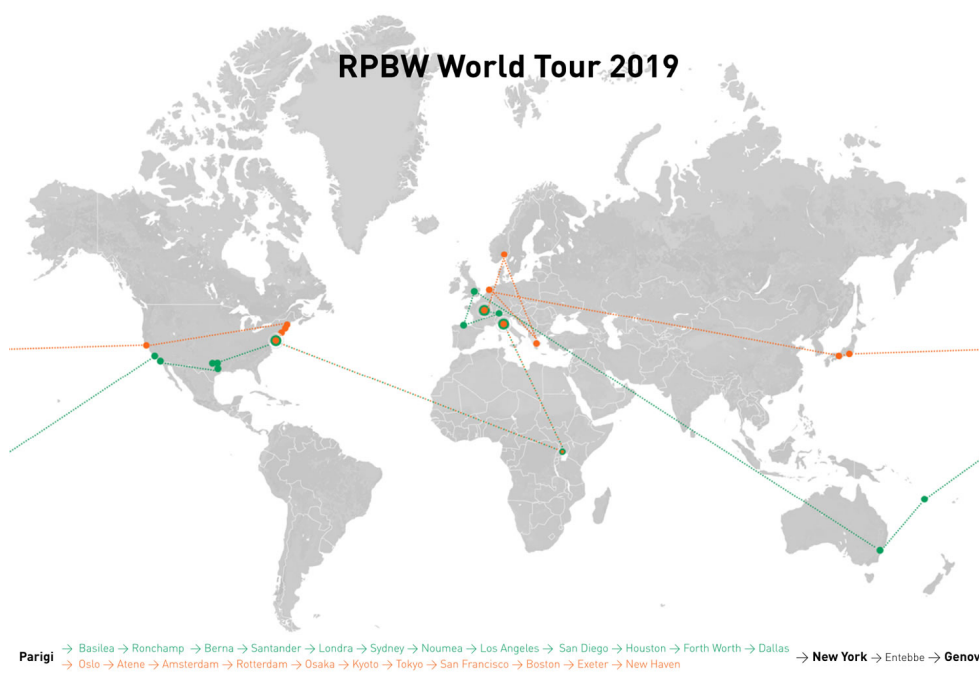 RPBW World Tour 2019
Parigi
→ Basilea → Ronchamp → Berna → Santander → Londra → Sydney → Noumea → Los Angeles → San Diego → Houston → Forth Worth → Dallas
→ Oslo → Atene → Amsterdam → Rotterdam → Osaka → Kyoto → Tokyo → San Francisco → Boston → Exeter → New Haven
→ New York → Entebbe → Genov